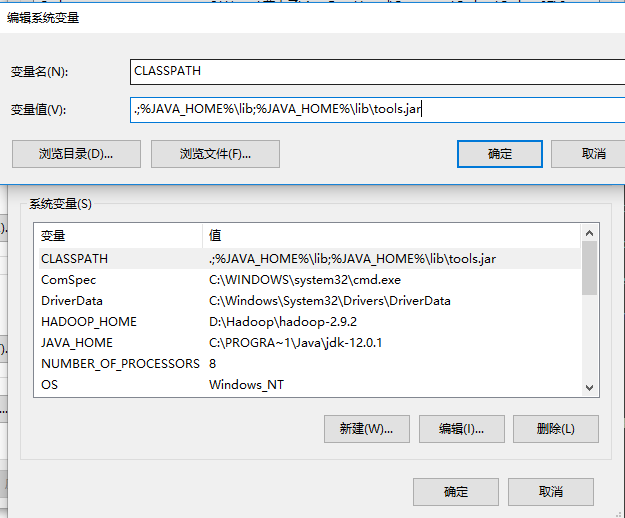 编辑系统变量
变量名(N):
CLASSPATH
变量值(V):
.;%JAVA_HOME%\lib;%JAVA_HOME%\lib\tools.jar
浏览目录(D)...
浏览文件(F)...
确定
取消
系统变量(S)
变量 值
CLASSPATH .;%JAVA_HOME%\lib;%JAVA_HOME%\lib\tools.jar
ComSpec C:\WINDOWS\system32\cmd.exe
DriverData C:\Windows\System32\Drivers\DriverData
HADOOP_HOME D:\Hadoop\hadoop-2.9.2
JAVA_HOME C:\PROGRA~1\Java\jdk-12.0.1
NUMBER_OF_PROCESSORS 8
OS Windows_NT
新建(W)...
编辑(I)...
删除(L)
确定
取消